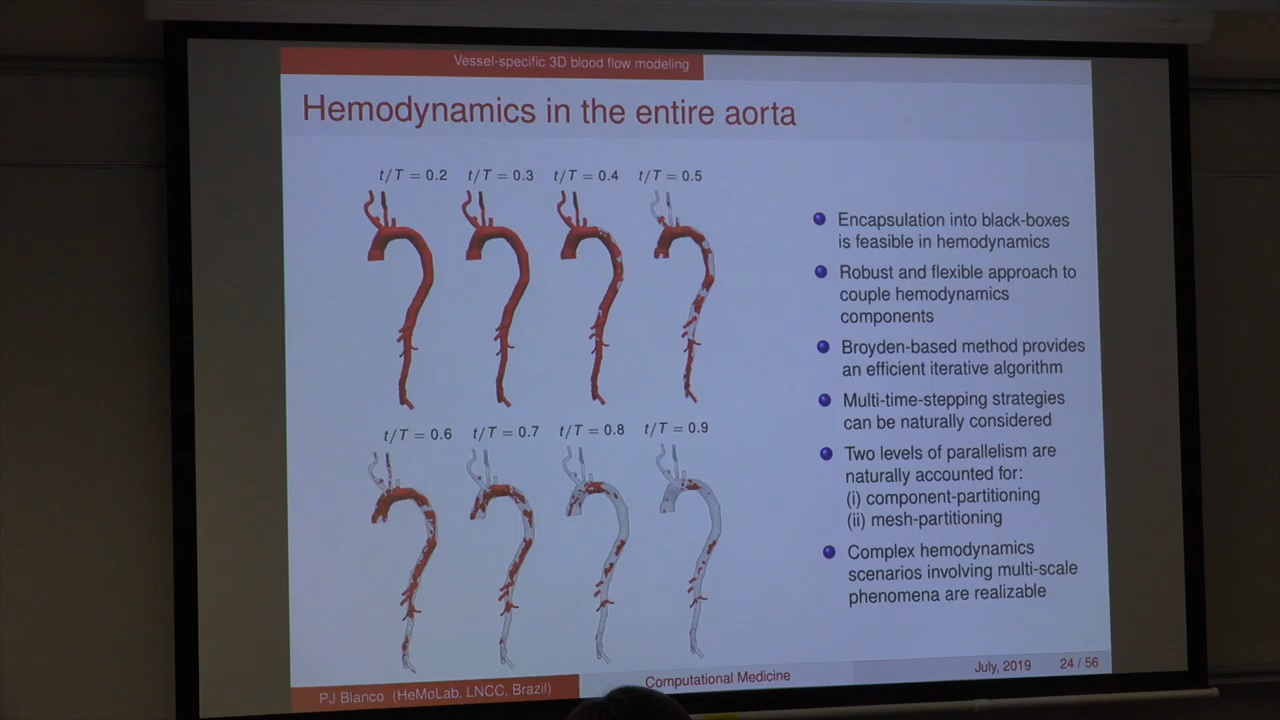 Vessel-specific 3D blood flow modeling
Hemodynamics in the entire aorta
t/T = 0.2 t/T = 0.3 t/T = 0.4 t/T = 0.5
t/T = 0.6 t/T = 0.7 t/T = 0.8 t/T = 0.9
Encapsulation into black-boxes
is feasible in hemodynamics
Robust and flexible approach to
couple hemodynamics
components
Broyden-based method provides
an efficient iterative algorithm
Multi-time-stepping strategies
can be naturally considered
Two levels of parallelism are
naturally accounted for:
(i) component-partitioning
(ii) mesh-partitioning
Complex hemodynamics
scenarios involving multi-scale
phenomena are realizable
PJ Blanco (HeMoLab, LNCC, Brazil) Computational Medicine July, 2019 24 / 56